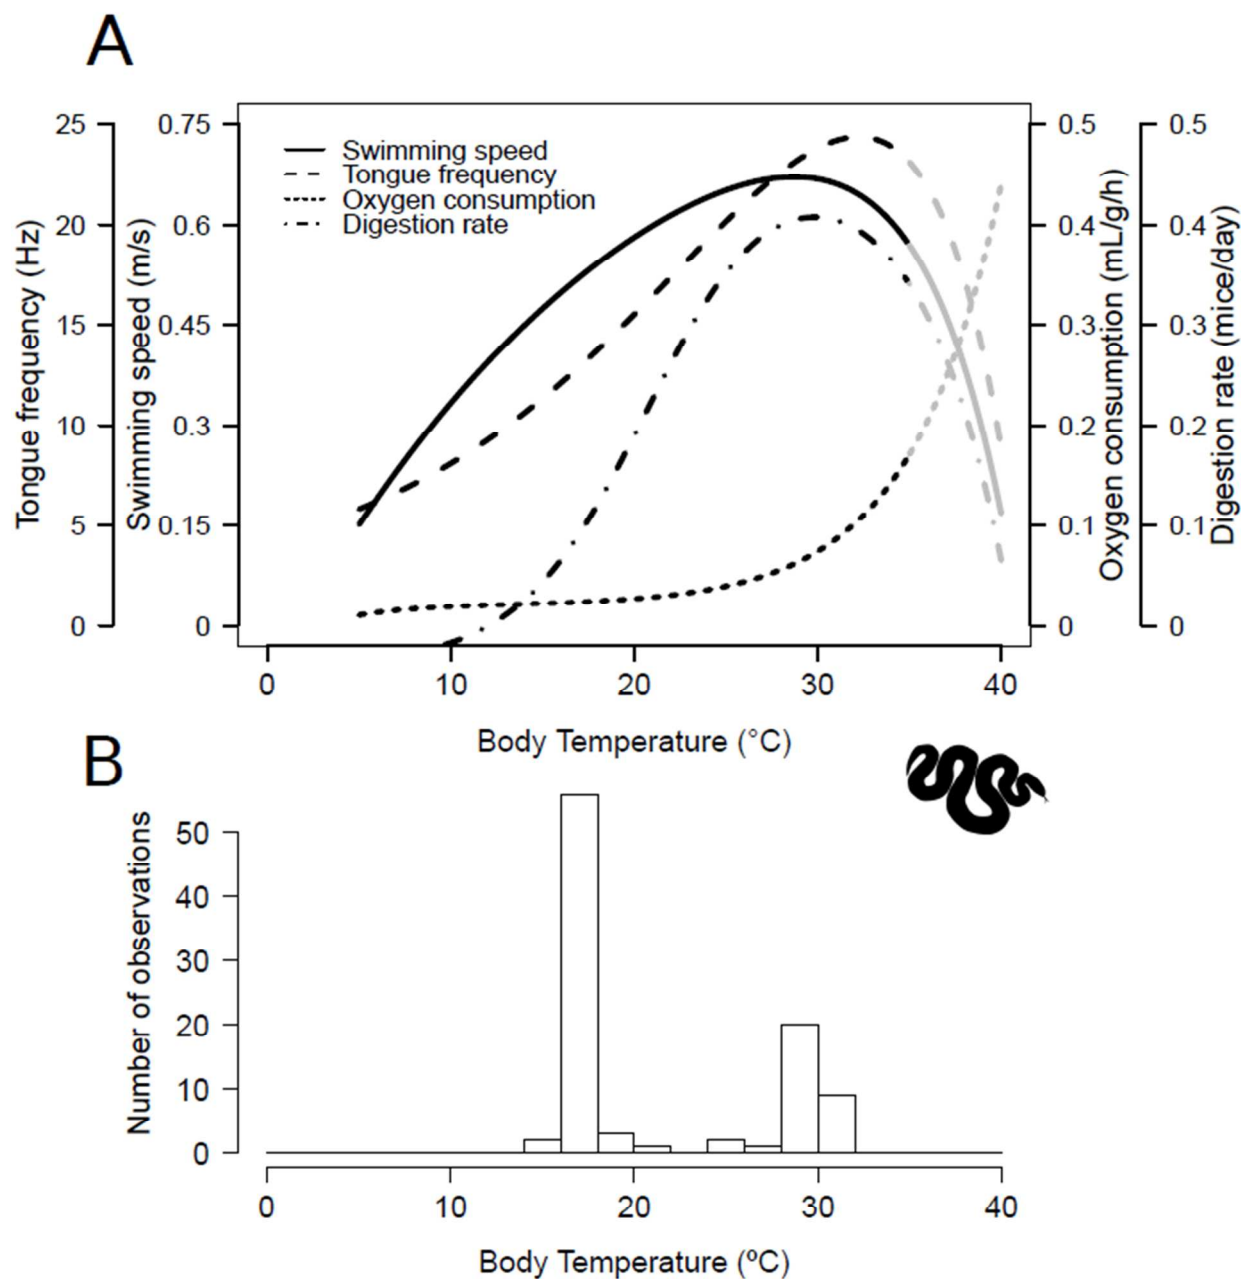 A
25
20
15
10
5
0
Tongue frequency (Hz)
0.75
0.6
0.45
0.3
0.15
0
Swimming speed (m/s)
Swimming speed
Tongue frequency
Oxygen consumption
Digestion rate
0.5
0.4
0.3
0.2
0.1
0
Oxygen consumption (mL/g/h)
0.5
0.4
0.3
0.2
0.1
0
Digestion rate (mice/day)
0 10 20 30 40
Body Temperature (°C)
B
50
40
30
20
10
0
Number of observations
0 10 20 30 40
Body Temperature (ºC)